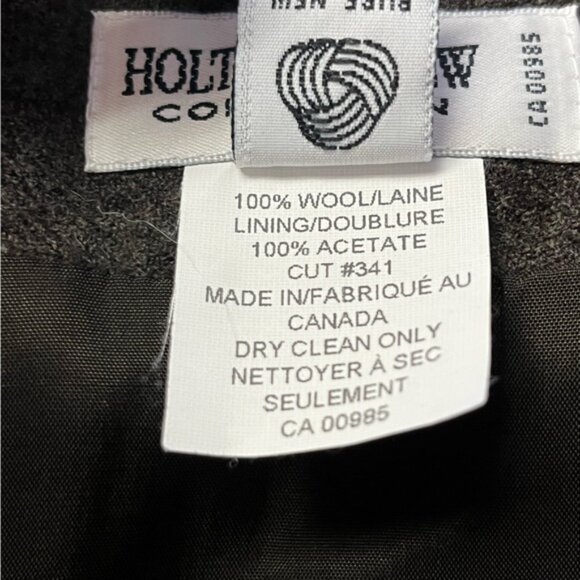 PURE NEW
HOLT EW
CO N
CA 00985
100% WOOL/LAINE
LINING/DOUBLURE
100% ACETATE
CUT #341
MADE IN/FABRIQUÉ AU
CANADA
DRY CLEAN ONLY
NETTOYER À SEC
SEULEMENT
CA 00985